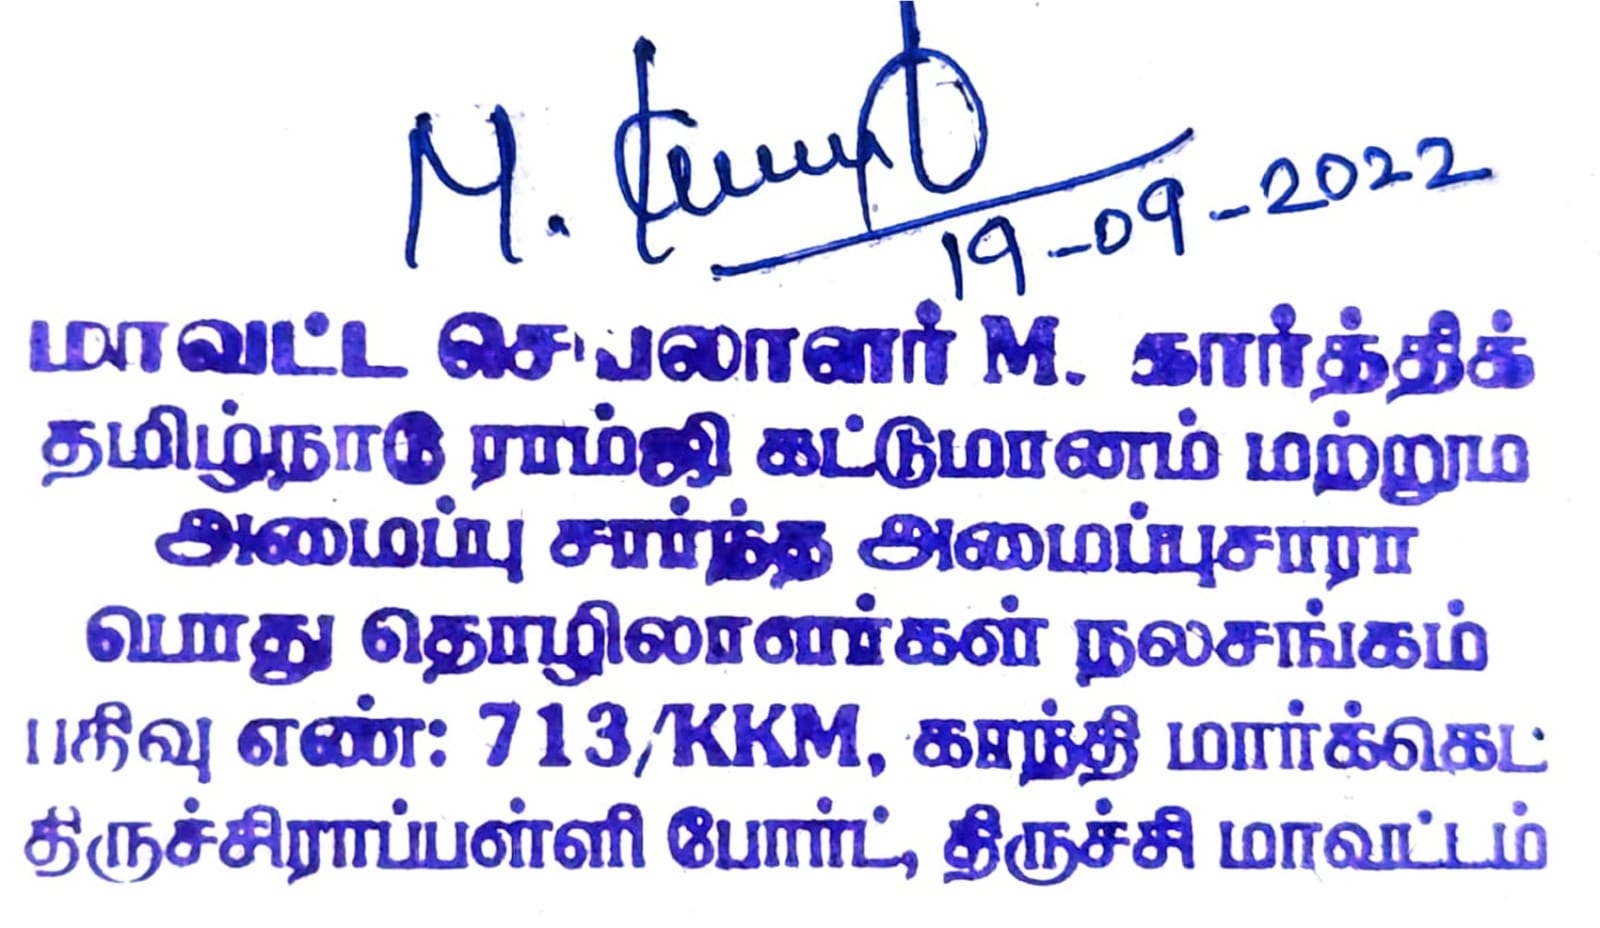 M.
19-09-2022
மாவட்ட செயலாளர் M. கார்த்திக்
தமிழ்நாடு ராம்ஜி கட்டுமானம் மற்றும
அமைப்பு சார்ந்த அமைப்புசாரா
பொது தொழிலாளர்கள் நலசங்கம்
பதிவு எண்: 713/KKM, காந்தி மார்க்கெட்
திருச்சிராப்பள்ளி போர்ட், திருச்சி மாவட்டம்